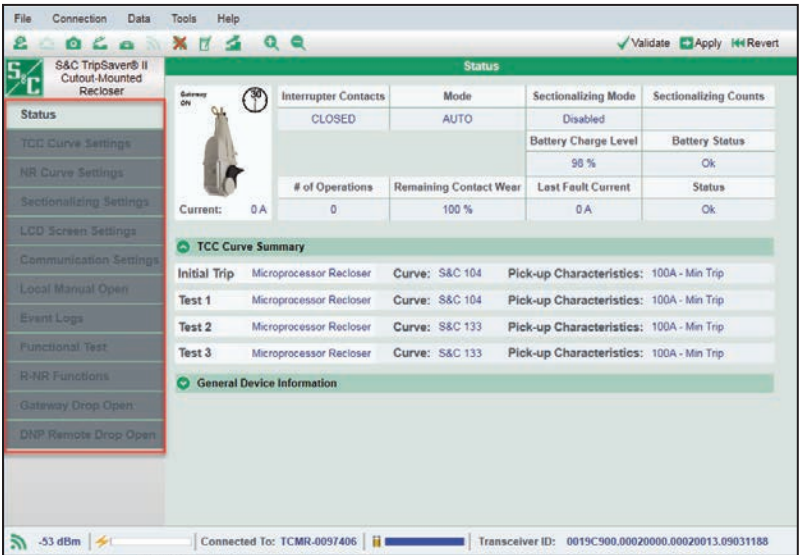 File Connection Data Tools Help
Validate Apply Revert
S&C TripSaver® II
Cutout-Mounted
Recloser
Status
Status
TCC Curve Settings
NR Curve Settings
Sectionalizing Settings
LCD Screen Settings
Communication Settings
Local Manual Open
Event Logs
Functional Test
R-NR Functions
Gateway Drop Open
DNP Remote Drop Open
Gateway
ON
30
Current: 0 A
Interrupter Contacts Mode Sectionalizing Mode Sectionalizing Counts
CLOSED AUTO Disabled
Battery Charge Level Battery Status
98 % Ok
# of Operations Remaining Contact Wear Last Fault Current Status
0 100 % 0 A Ok
TCC Curve Summary
Initial Trip Microprocessor Recloser Curve: S&C 104 Pick-up Characteristics: 100A - Min Trip
Test 1 Microprocessor Recloser Curve: S&C 104 Pick-up Characteristics: 100A - Min Trip
Test 2 Microprocessor Recloser Curve: S&C 133 Pick-up Characteristics: 100A - Min Trip
Test 3 Microprocessor Recloser Curve: S&C 133 Pick-up Characteristics: 100A - Min Trip
General Device Information
-53 dBm Connected To: TCMR-0097406 Transceiver ID: 0019C900.00020000.00020013.09031188